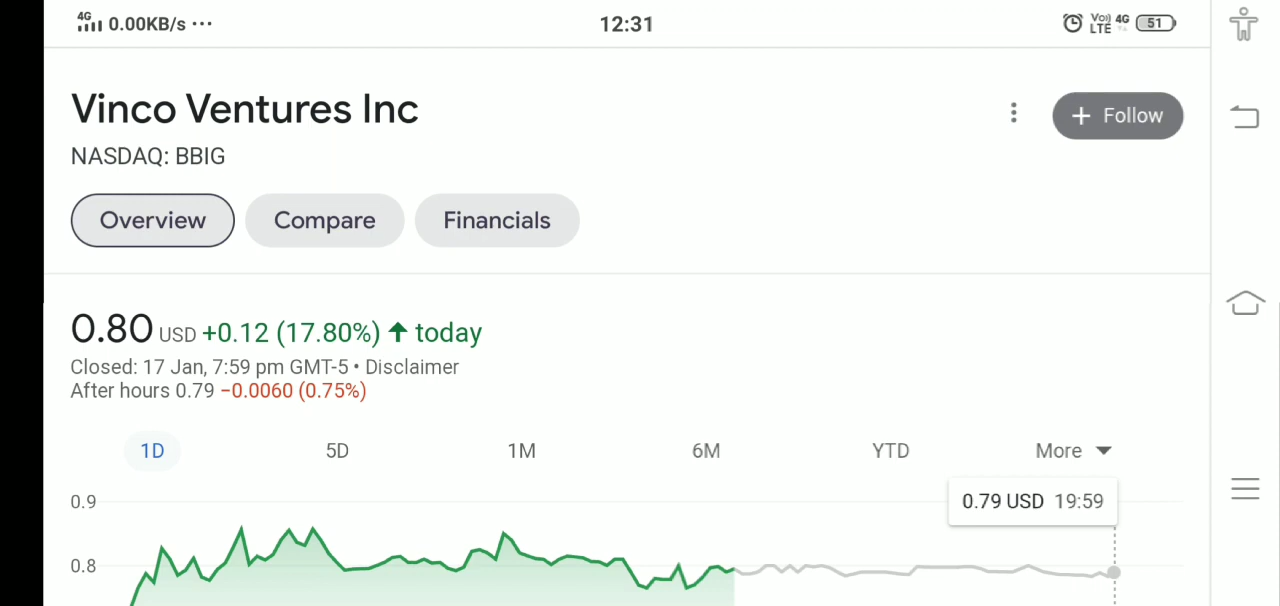 4G 0.00KB/s ··· 12:31 Vo) LTE 4G 51
Vinco Ventures Inc
+ Follow
NASDAQ: BBIG
Overview Compare Financials
0.80 USD +0.12 (17.80%) ↑ today
Closed: 17 Jan, 7:59 pm GMT-5 • Disclaimer
After hours 0.79 −0.0060 (0.75%)
1D 5D 1M 6M YTD More
0.9
0.79 USD 19:59
0.8